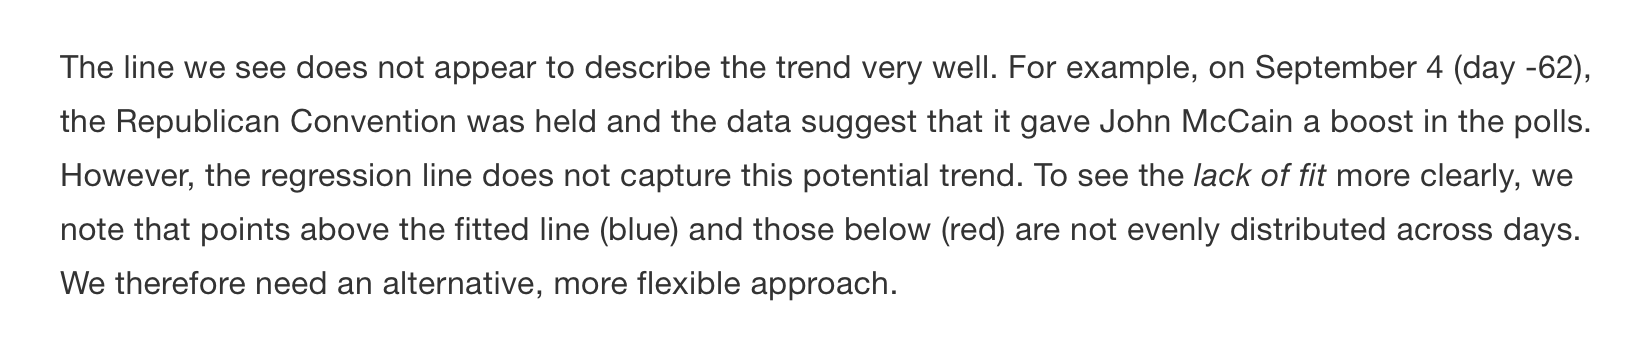 The line we see does not appear to describe the trend very well. For example, on September 4 (day -62),
the Republican Convention was held and the data suggest that it gave John McCain a boost in the polls.
However, the regression line does not capture this potential trend. To see the lack of fit more clearly, we
note that points above the fitted line (blue) and those below (red) are not evenly distributed across days.
We therefore need an alternative, more flexible approach.